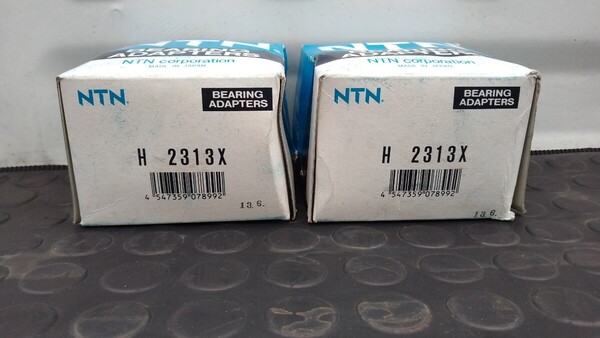 NTN
BEARING
ADAPTERS
NTN corporation
MADE IN JAPAN
NTN.
BEARING
ADAPTERS
H 2313X
4 547359 078992
13.6.
NTN
NTN corporation
MADE IN JAPAN
NTN.
BEARING
ADAPTERS
H 2313X
4 547359 078992
13.6.